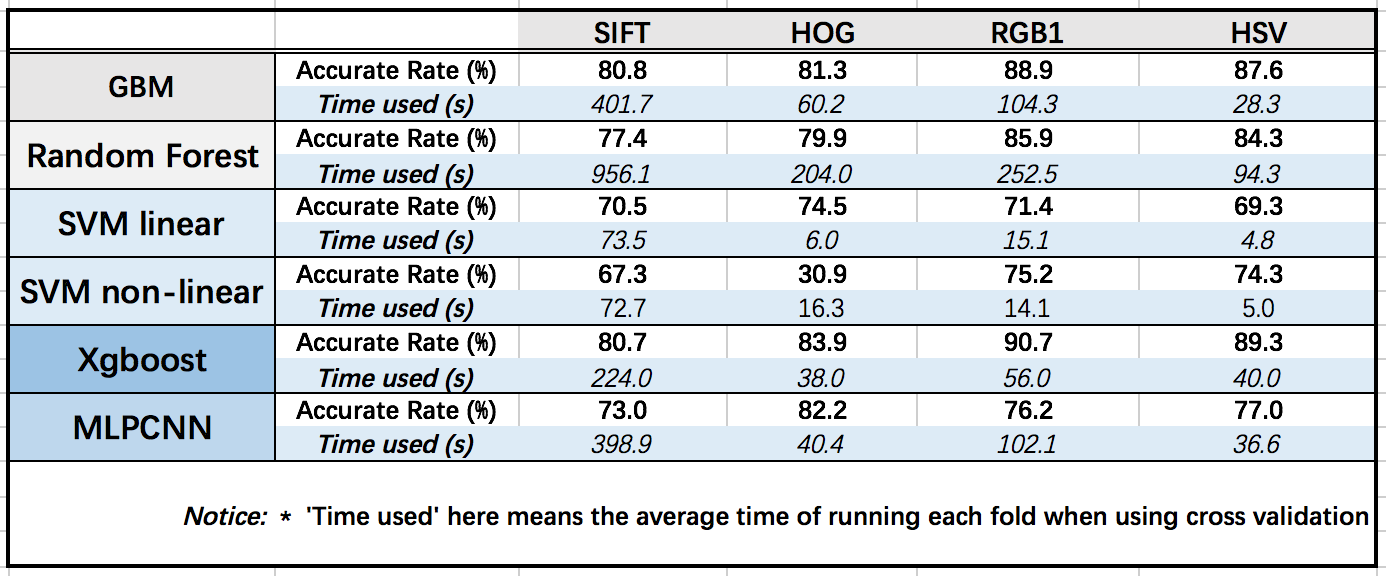 SIFT HOG RGB1 HSV
GBM Accurate Rate (%) 80.8 81.3 88.9 87.6
Time used (s) 401.7 60.2 104.3 28.3
Random Forest Accurate Rate (%) 77.4 79.9 85.9 84.3
Time used (s) 956.1 204.0 252.5 94.3
SVM linear Accurate Rate (%) 70.5 74.5 71.4 69.3
Time used (s) 73.5 6.0 15.1 4.8
SVM non-linear Accurate Rate (%) 67.3 30.9 75.2 74.3
Time used (s) 72.7 16.3 14.1 5.0
Xgboost Accurate Rate (%) 80.7 83.9 90.7 89.3
Time used (s) 224.0 38.0 56.0 40.0
MLPCNN Accurate Rate (%) 73.0 82.2 76.2 77.0
Time used (s) 398.9 40.4 102.1 36.6
Notice: * 'Time used' here means the average time of running each fold when using cross validation